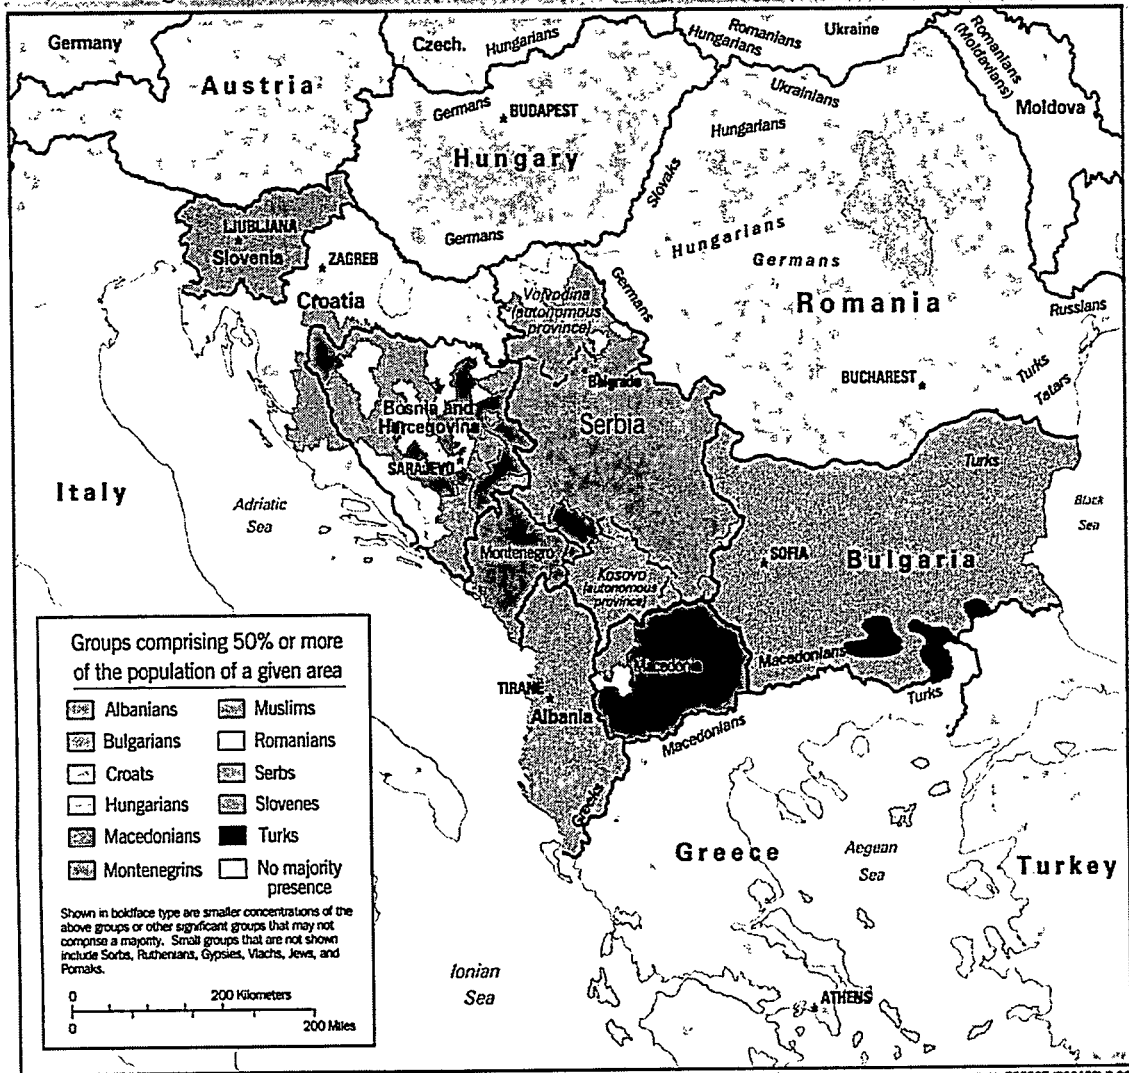 Germany
Czech.
Hungarians
Romanians
Hungarians
Ukraine
Romanians
(Moldavians)
Moldova
Austria
Germans
BUDAPEST
Hungary
Ukrainians
Hungarians
Slovaks
LJUBLJANA
Slovenia
ZAGREB
Croatia
Germans
Hungarians
Germans
Germans
Romania
Russians
Vojvodina
(autonomous
province)
Belgrade
BUCHAREST
Turks
Tatars
Bosnia and
Hercegovina
SARAJEVO
Serbia
Italy
Adriatic
Sea
Turks
Black
Sea
Montenegro
SOFIA
Bulgaria
Kosovo
(autonomous
province)
Macedonia
Macedonians
Turks
TIRANE
Albania
Macedonians
Greeks
Greece
Aegean
Sea
Turkey
Ionian
Sea
ATHENS
Groups comprising 50% or more
of the population of a given area
Albanians
Muslims
Bulgarians
Romanians
Croats
Serbs
Hungarians
Slovenes
Macedonians
Turks
Montenegrins
No majority
presence
Shown in boldface type are smaller concentrations of the
above groups or other significant groups that may not
comprise a majority. Small groups that are not shown
include Sorbs, Ruthenians, Gypsies, Vlachs, Jews, and
Pomaks.
0 200 Kilometers
0 200 Miles